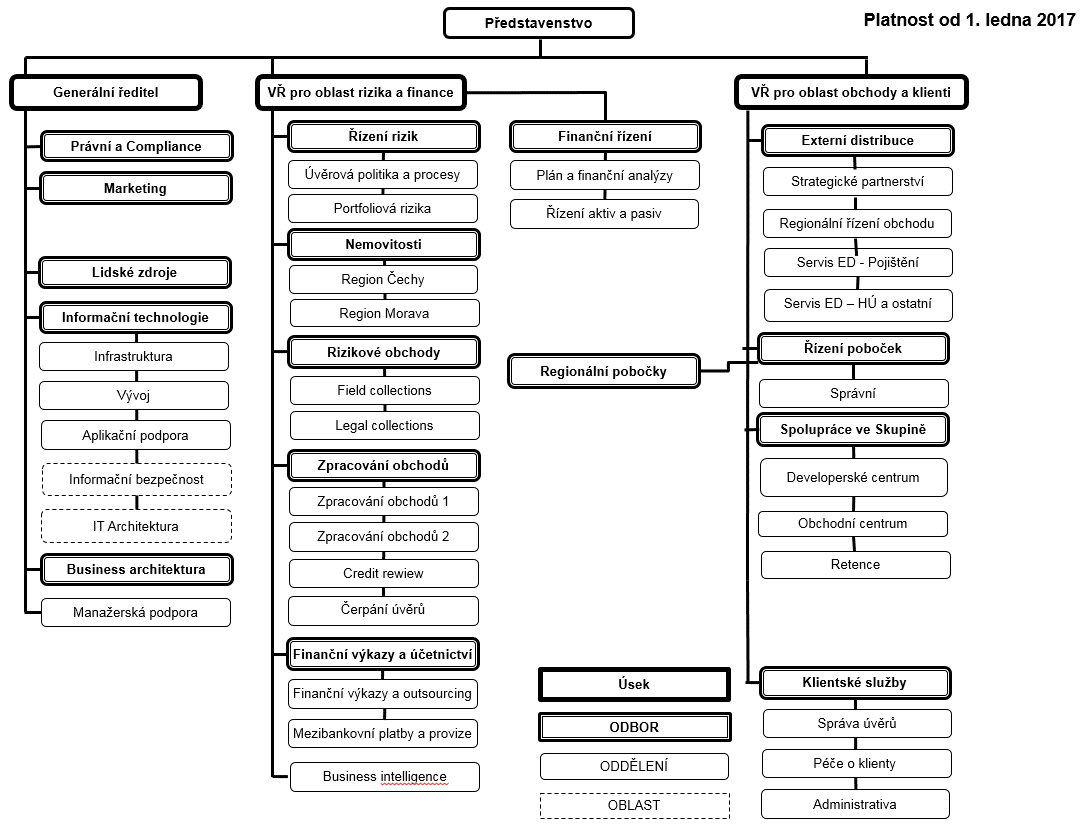 Představenstvo
Platnost od 1. ledna 2017
Generální ředitel
Právní a Compliance
Marketing
Lidské zdroje
Informační technologie
Infrastruktura
Vývoj
Aplikační podpora
Informační bezpečnost
IT Architektura
Business architektura
Manažerská podpora
VŘ pro oblast rizika a finance
Řízení rizik
Úvěrová politika a procesy
Portfoliová rizika
Nemovitosti
Region Čechy
Region Morava
Rizikové obchody
Field collections
Legal collections
Zpracování obchodů
Zpracování obchodů 1
Zpracování obchodů 2
Credit rewiew
Čerpání úvěrů
Finanční výkazy a účetnictví
Finanční výkazy a outsourcing
Mezibankovní platby a provize
Business intelligence
Finanční řízení
Plán a finanční analýzy
Řízení aktiv a pasiv
VŘ pro oblast obchody a klienti
Externí distribuce
Strategické partnerství
Regionální řízení obchodu
Servis ED - Pojištění
Servis ED – HÚ a ostatní
Řízení poboček
Regionální pobočky
Správní
Spolupráce ve Skupině
Developerské centrum
Obchodní centrum
Retence
Klientské služby
Správa úvěrů
Péče o klienty
Administrativa
Úsek
ODBOR
ODDĚLENÍ
OBLAST